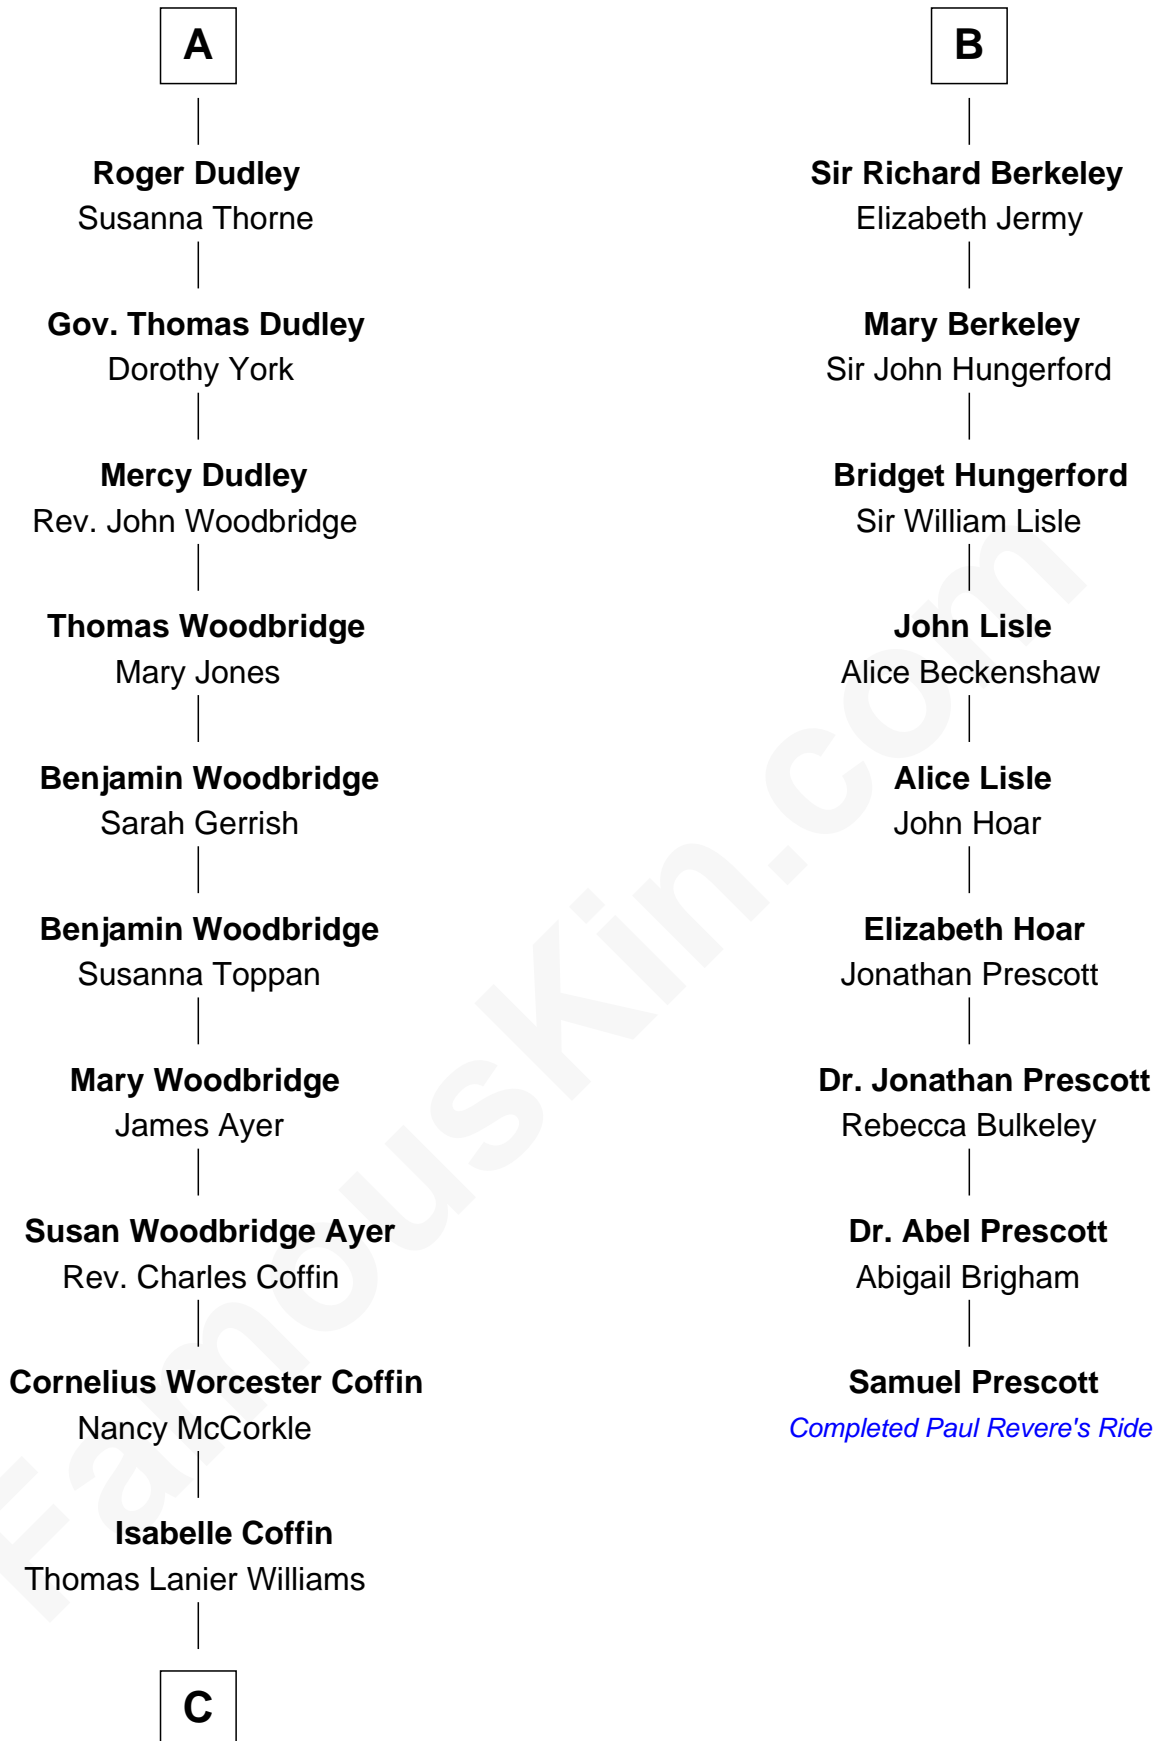 A
Roger Dudley
Susanna Thorne
Gov. Thomas Dudley
Dorothy York
Mercy Dudley
Rev. John Woodbridge
Thomas Woodbridge
Mary Jones
Benjamin Woodbridge
Sarah Gerrish
Benjamin Woodbridge
Susanna Toppan
Mary Woodbridge
James Ayer
Susan Woodbridge Ayer
Rev. Charles Coffin
Cornelius Worcester Coffin
Nancy McCorkle
Isabelle Coffin
Thomas Lanier Williams
C
B
Sir Richard Berkeley
Elizabeth Jermy
Mary Berkeley
Sir John Hungerford
Bridget Hungerford
Sir William Lisle
John Lisle
Alice Beckenshaw
Alice Lisle
John Hoar
Elizabeth Hoar
Jonathan Prescott
Dr. Jonathan Prescott
Rebecca Bulkeley
Dr. Abel Prescott
Abigail Brigham
Samuel Prescott
Completed Paul Revere's Ride
FamousKin.com